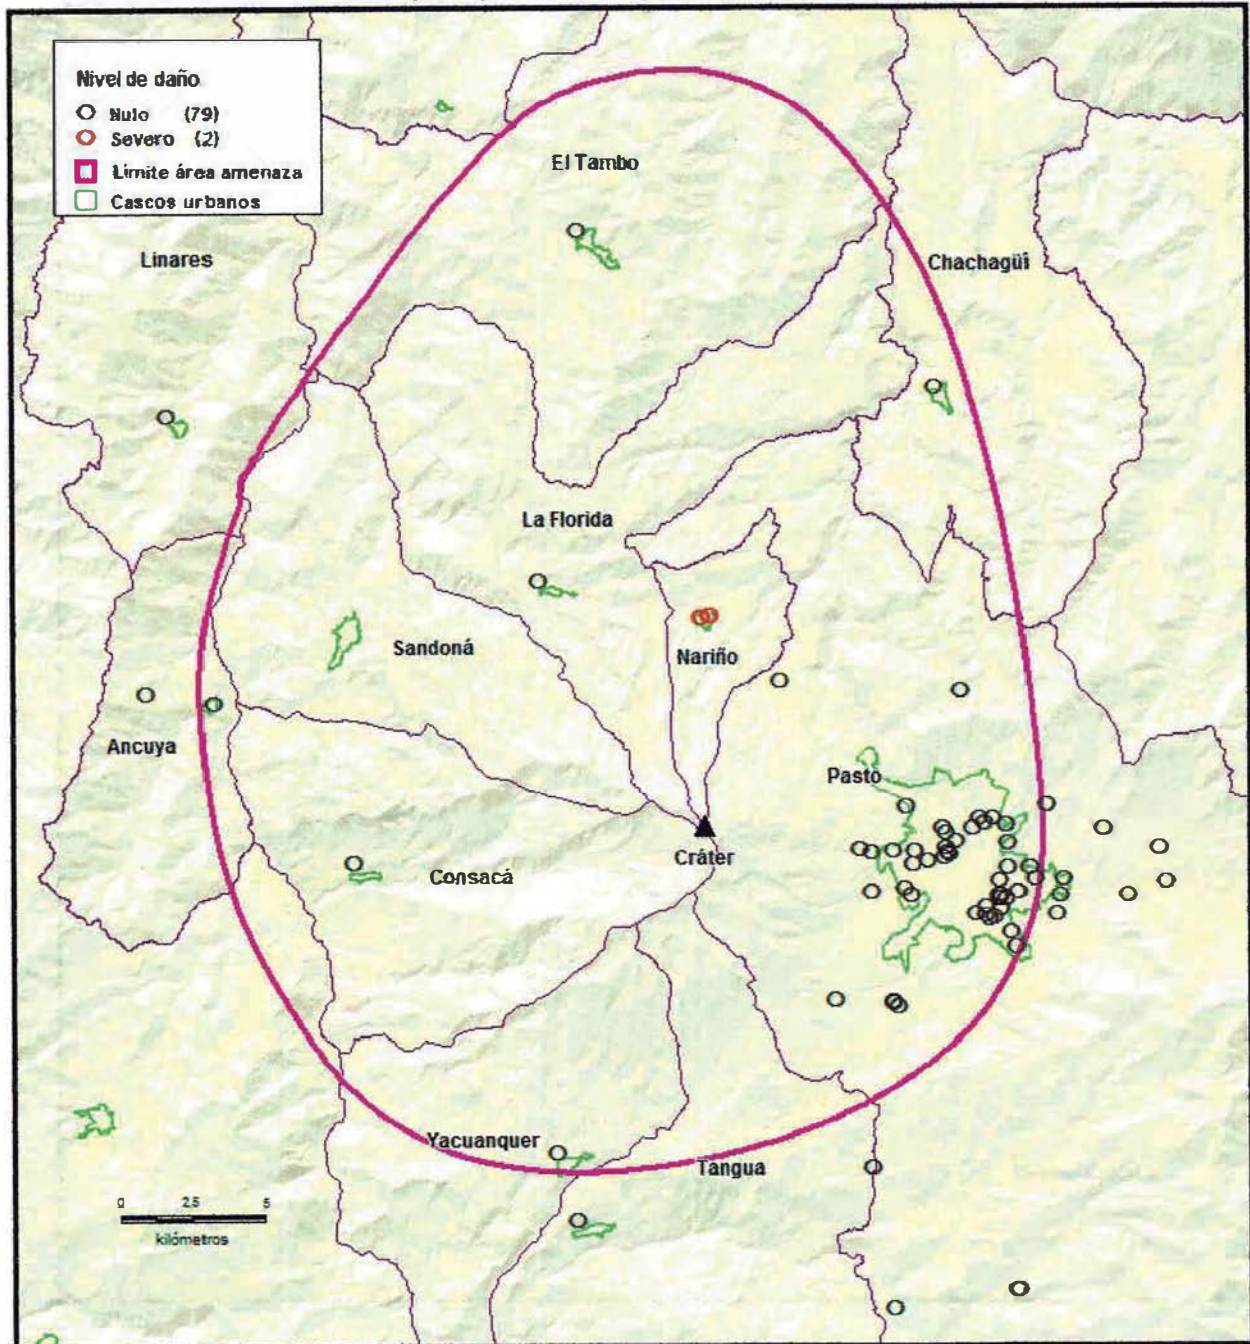 Nivel de daño
Nulo (79)
Severo (2)
Límite área amenaza
Cascos urbanos
El Tambo
Linares
Chachagüí
La Florida
Sandoná
Nariño
Ancuya
Pasto
Cráter
Consacá
Yacuanquer
Tangua
0 2.5 5
kilómetros